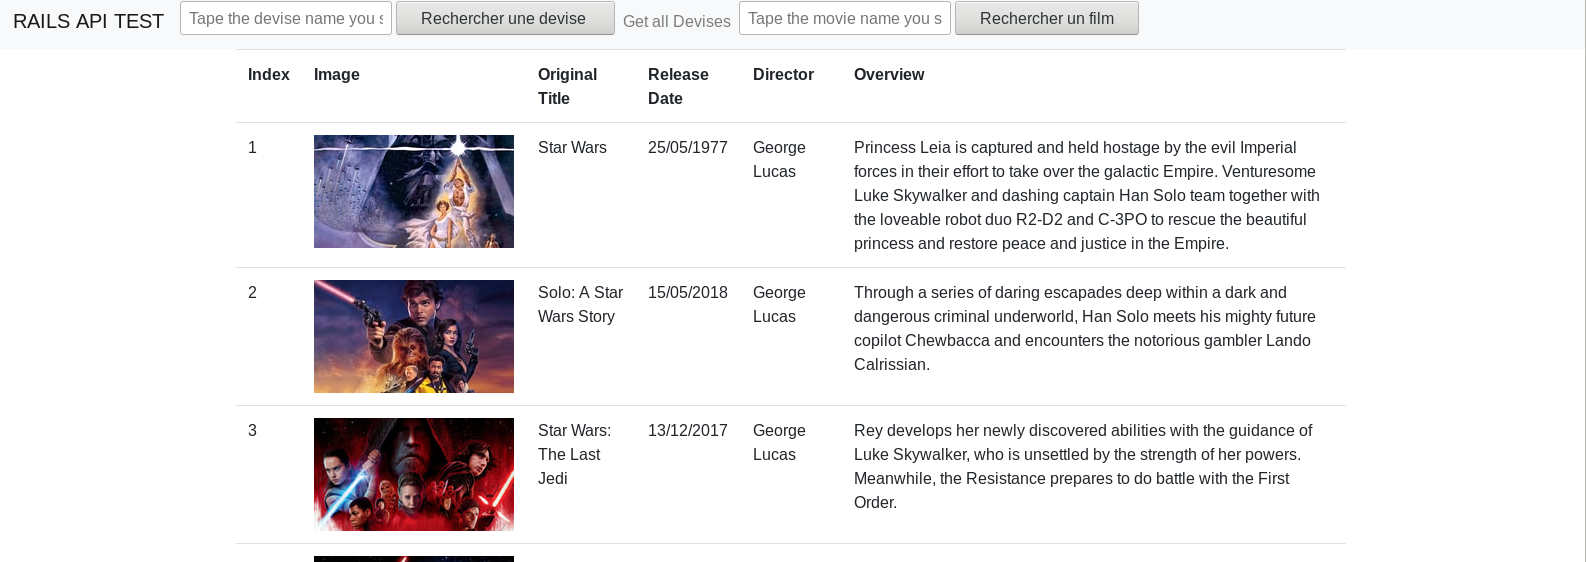 RAILS API TEST Tape the devise name you s Rechercher une devise Get all Devises Tape the movie name you s Rechercher un film
Index Image Original Release Director Overview
Title Date
1 Star Wars 25/05/1977 George Princess Leia is captured and held hostage by the evil Imperial
Lucas forces in their effort to take over the galactic Empire. Venturesome
Luke Skywalker and dashing captain Han Solo team together with
the loveable robot duo R2-D2 and C-3PO to rescue the beautiful
princess and restore peace and justice in the Empire.
2 Solo: A Star 15/05/2018 George Through a series of daring escapades deep within a dark and
Wars Story Lucas dangerous criminal underworld, Han Solo meets his mighty future
copilot Chewbacca and encounters the notorious gambler Lando
Calrissian.
3 Star Wars: 13/12/2017 George Rey develops her newly discovered abilities with the guidance of
The Last Lucas Luke Skywalker, who is unsettled by the strength of her powers.
Jedi Meanwhile, the Resistance prepares to do battle with the First
Order.